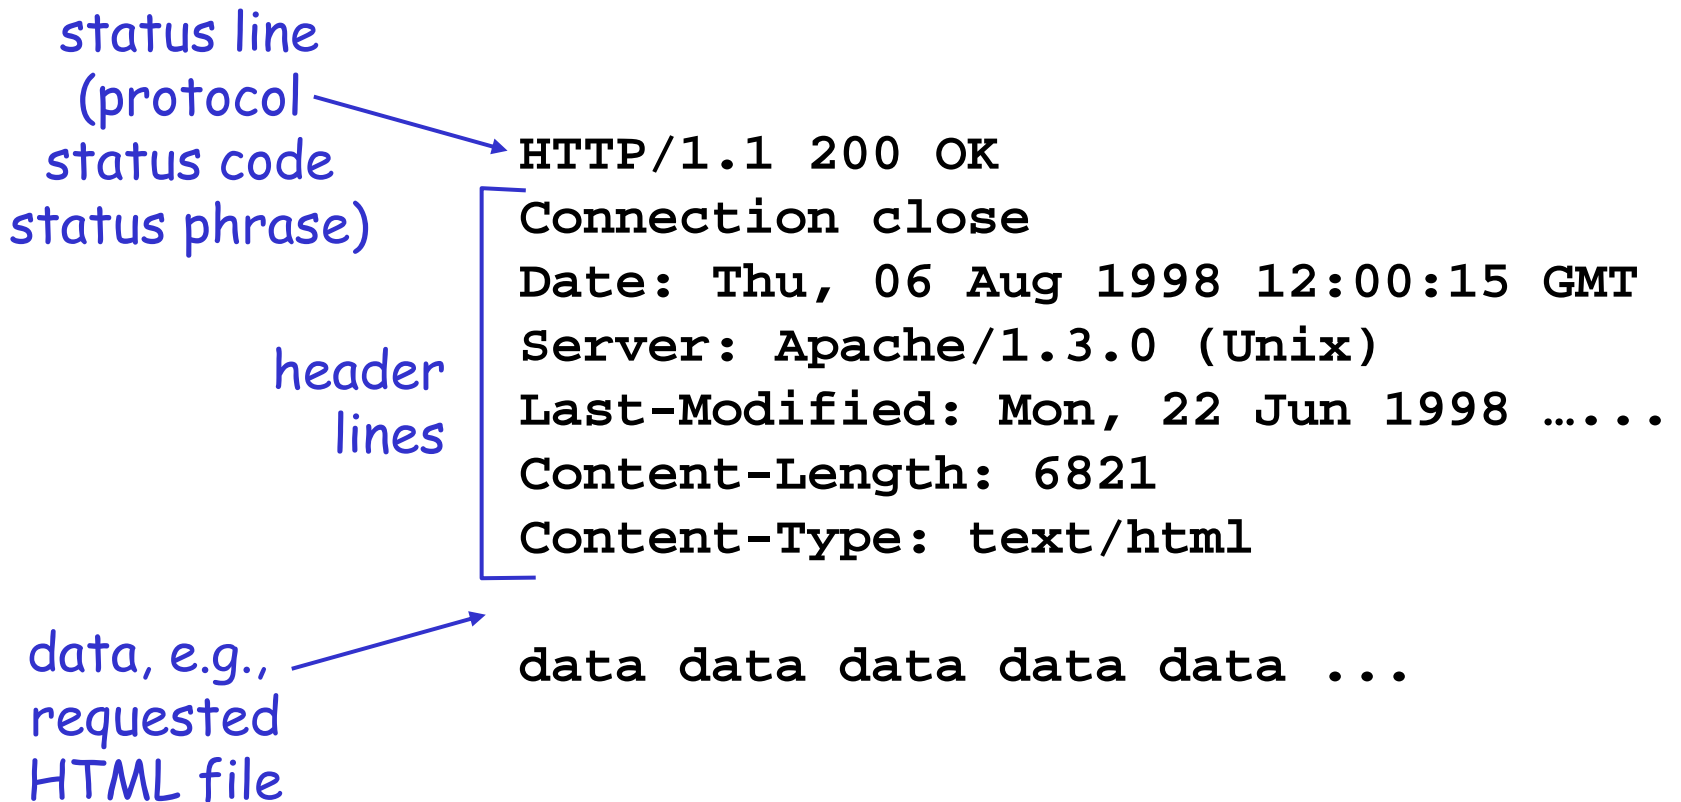 status line
(protocol
status code
status phrase)
HTTP/1.1 200 OK
Connection close
Date: Thu, 06 Aug 1998 12:00:15 GMT
Server: Apache/1.3.0 (Unix)
Last-Modified: Mon, 22 Jun 1998 …...
Content-Length: 6821
Content-Type: text/html
header
lines
data, e.g.,
requested
HTML file
data data data data data ...